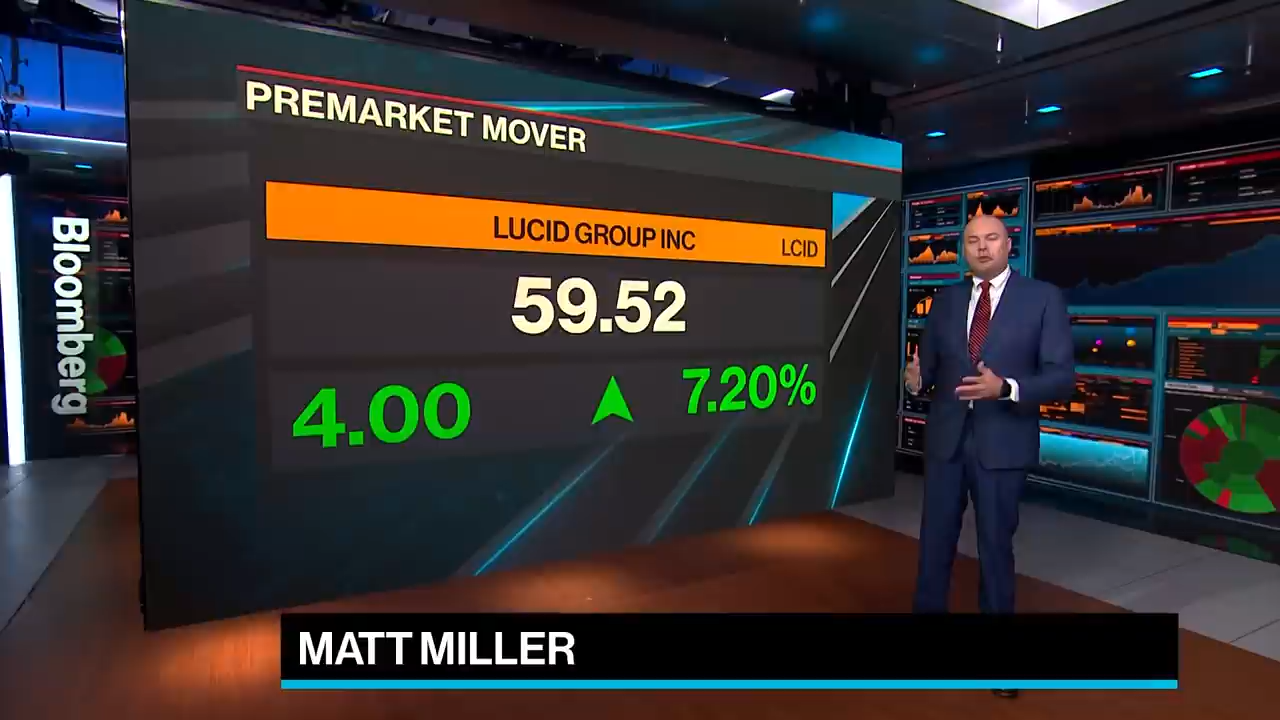 PREMARKET MOVER
LUCID GROUP INC LCID
59.52
4.00 7.20%
Bloomberg
MATT MILLER